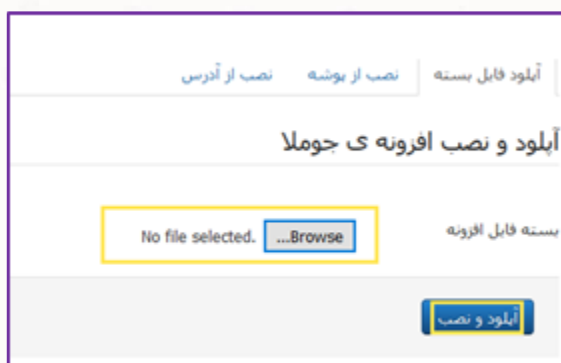 آپلود فایل بسته نصب از پوشه نصب از آدرس
آپلود و نصب افزونه ی جوملا
بسته فایل افزونه Browse... No file selected.
آپلود و نصب